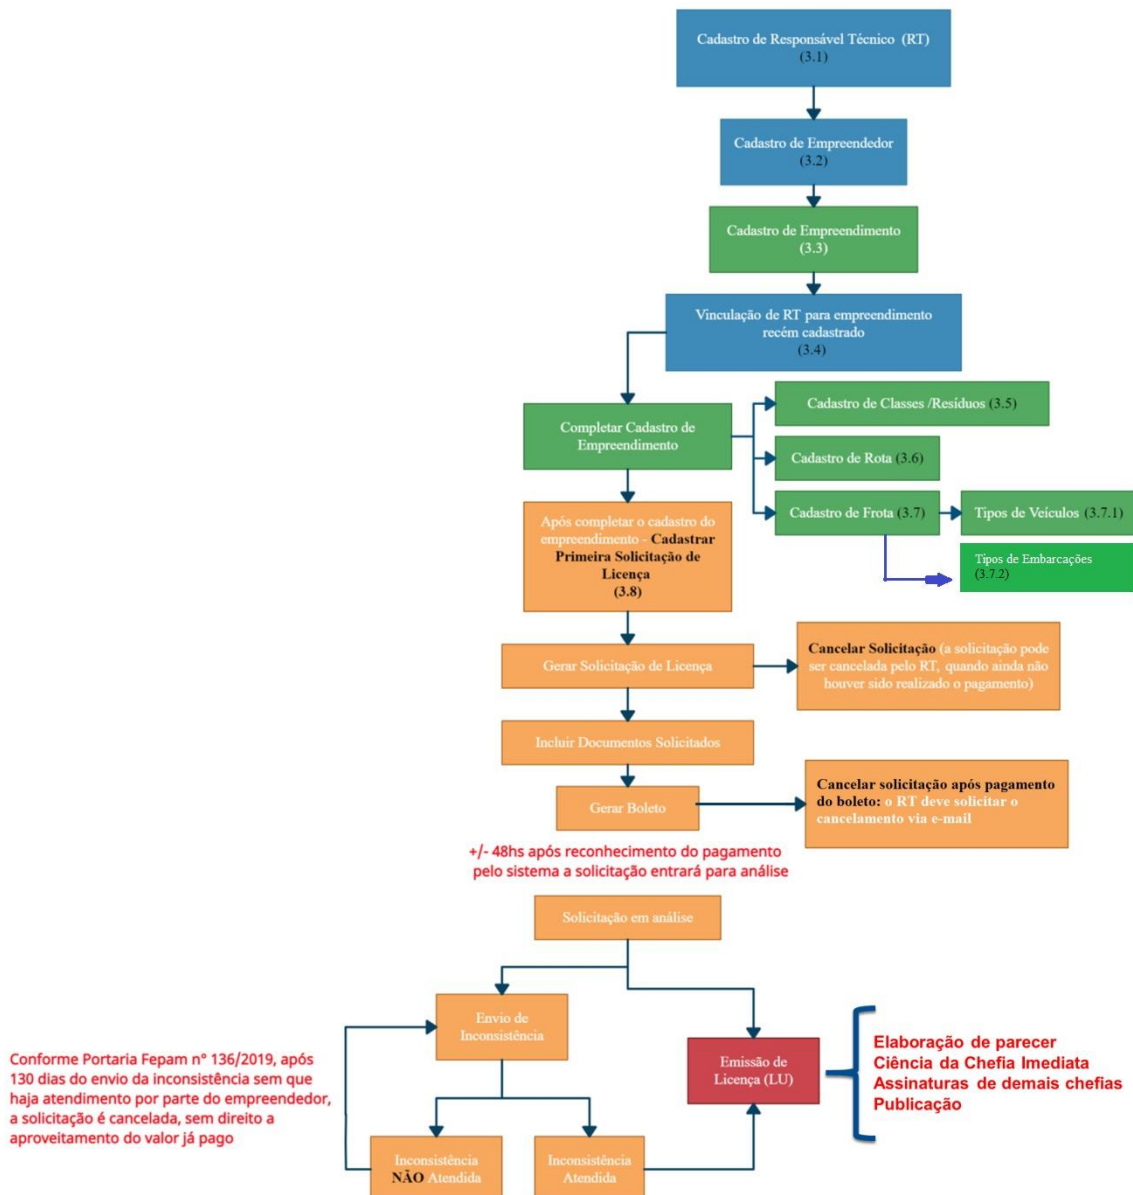 Cadastro de Responsável Técnico (RT)
(3.1)
Cadastro de Empreendedor
(3.2)
Cadastro de Empreendimento
(3.3)
Vinculação de RT para empreendimento
recém cadastrado
(3.4)
Completar Cadastro de
Empreendimento
Cadastro de Classes /Resíduos (3.5)
Cadastro de Rota (3.6)
Cadastro de Frota (3.7)
Tipos de Veículos (3.7.1)
Tipos de Embarcações
(3.7.2)
Após completar o cadastro do
empreendimento - Cadastrar
Primeira Solicitação de
Licença
(3.8)
Gerar Solicitação de Licença
Cancelar Solicitação (a solicitação pode
ser cancelada pelo RT, quando ainda não
houver sido realizado o pagamento)
Incluir Documentos Solicitados
Gerar Boleto
Cancelar solicitação após pagamento
do boleto: o RT deve solicitar o
cancelamento via e-mail
+/- 48hs após reconhecimento do pagamento
pelo sistema a solicitação entrará para análise
Solicitação em análise
Envio de
Inconsistência
Emissão de
Licença (LU)
Elaboração de parecer
Ciência da Chefia Imediata
Assinaturas de demais chefias
Publicação
Conforme Portaria Fepam n° 136/2019, após
130 dias do envio da inconsistência sem que
haja atendimento por parte do empreendedor,
a solicitação é cancelada, sem direito a
aproveitamento do valor já pago
Inconsistência
NÃO Atendida
Inconsistência
Atendida